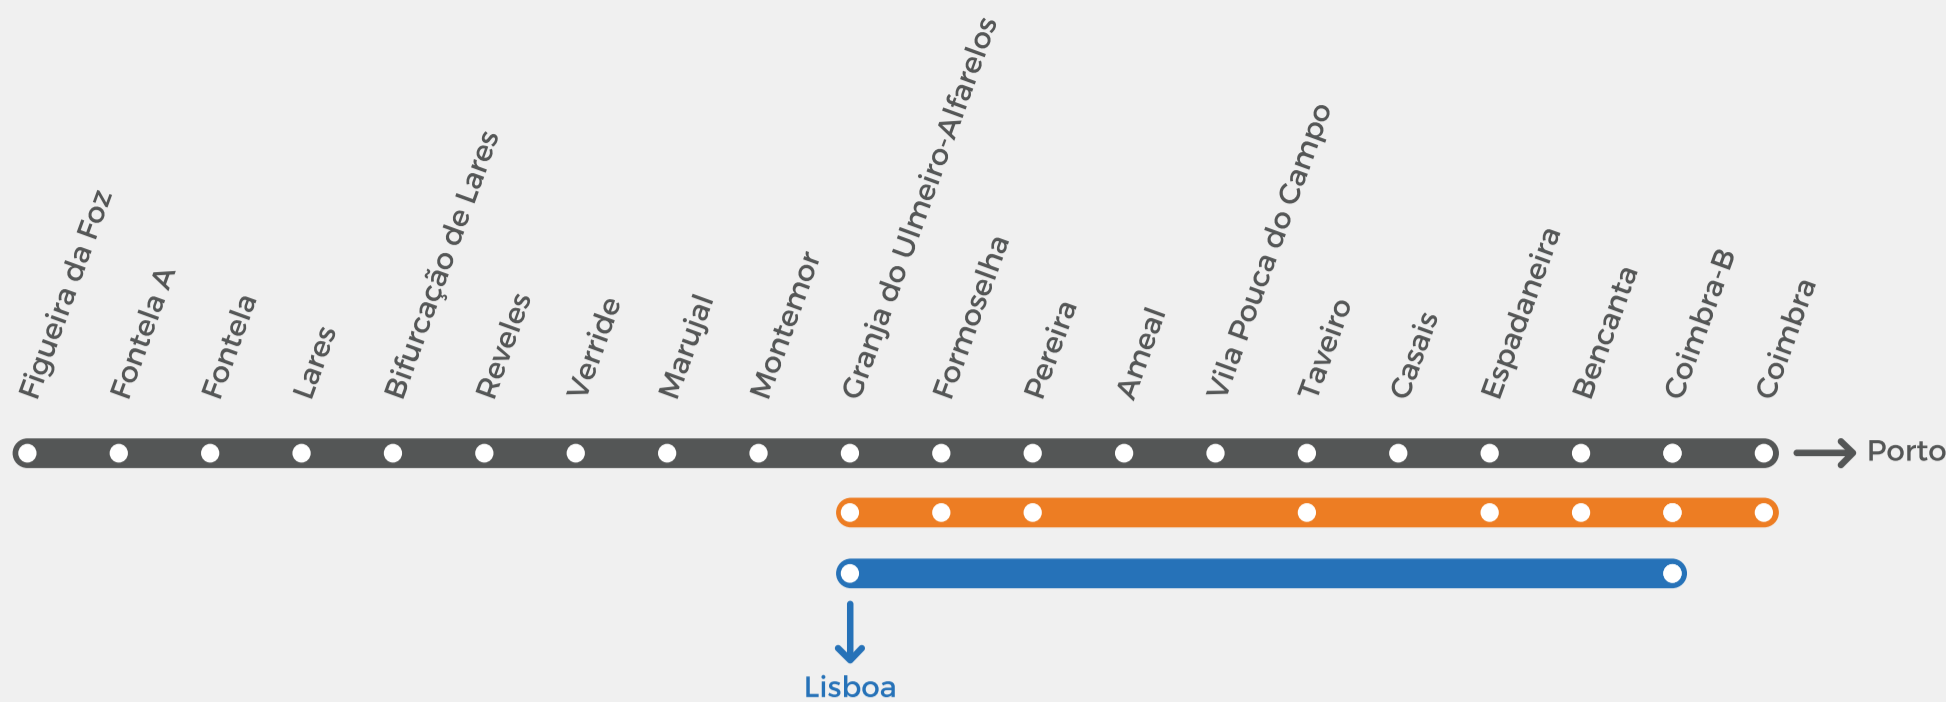 Figueira da Foz
Fontela A
Fontela
Lares
Bifurcação de Lares
Reveles
Verride
Marujal
Montemor
Granja do Ulmeiro-Alfarelos
Formoselha
Pereira
Ameal
Vila Pouca do Campo
Taveiro
Casais
Espadaneira
Bencanta
Coimbra-B
Coimbra
Porto
Lisboa